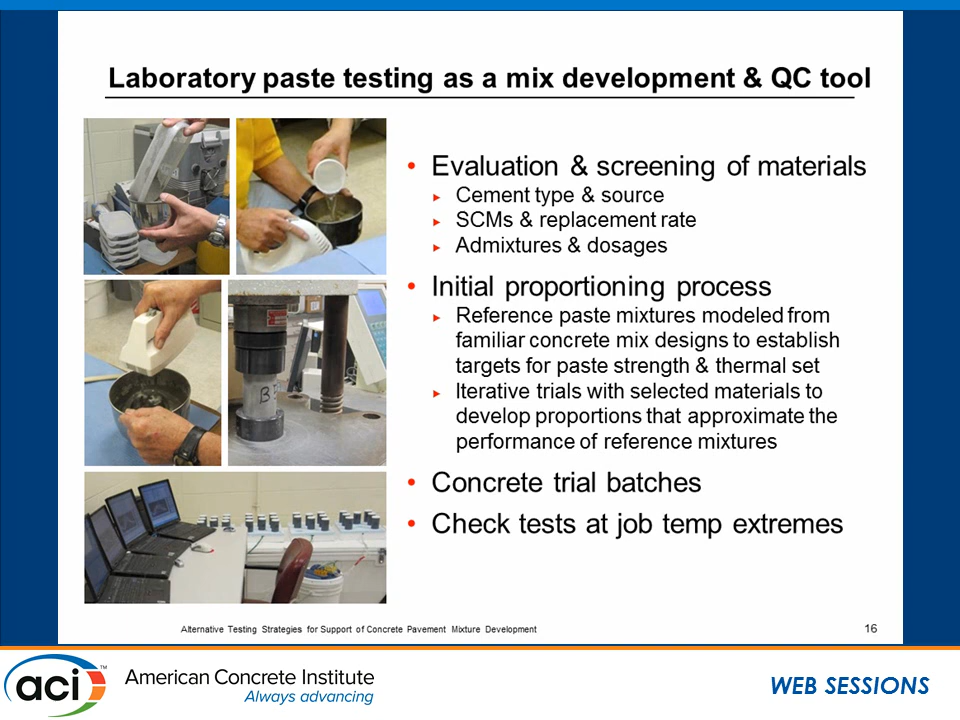 Laboratory paste testing as a mix development & QC tool
• Evaluation & screening of materials
Cement type & source
SCMs & replacement rate
Admixtures & dosages
• Initial proportioning process
Reference paste mixtures modeled from
familiar concrete mix designs to establish
targets for paste strength & thermal set
Iterative trials with selected materials to
develop proportions that approximate the
performance of reference mixtures
• Concrete trial batches
• Check tests at job temp extremes
Alternative Testing Strategies for Support of Concrete Pavement Mixture Development
16
aci™
American Concrete Institute
Always advancing
WEB SESSIONS